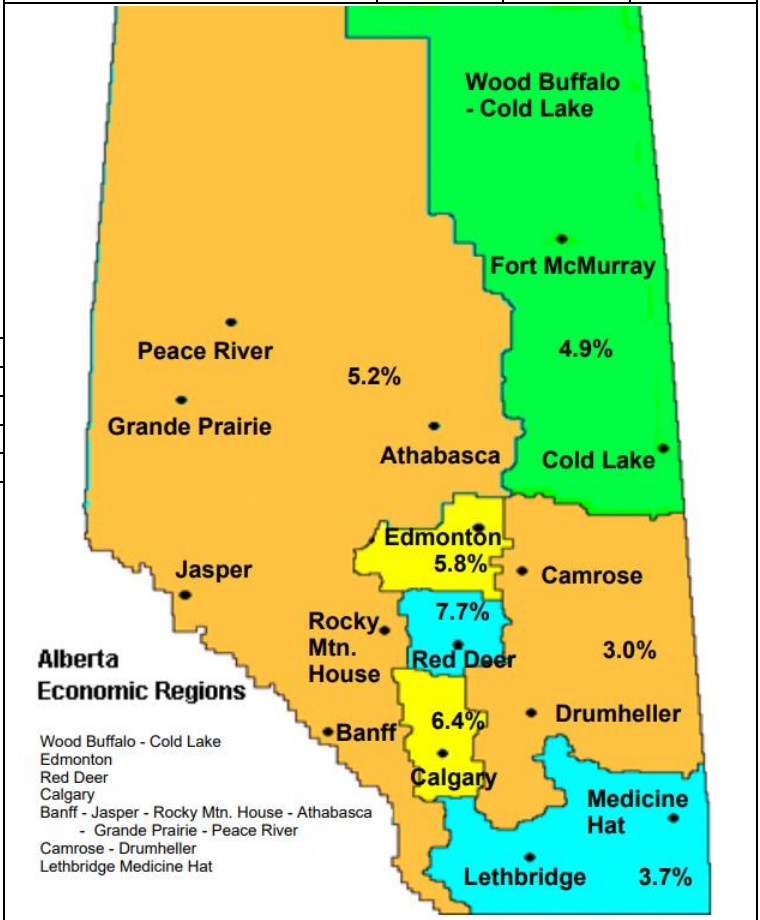 Wood Buffalo
- Cold Lake
Fort McMurray
4.9%
Peace River
5.2%
Grande Prairie
Athabasca
Cold Lake
Edmonton
5.8%
Jasper
Camrose
7.7%
Rocky
Mtn.
House
Red Deer
3.0%
Alberta
Economic Regions
6.4%
Drumheller
Banff
Calgary
Wood Buffalo - Cold Lake
Edmonton
Red Deer
Calgary
Banff - Jasper - Rocky Mtn. House - Athabasca
- Grande Prairie - Peace River
Camrose - Drumheller
Lethbridge Medicine Hat
Medicine
Hat
Lethbridge
3.7%